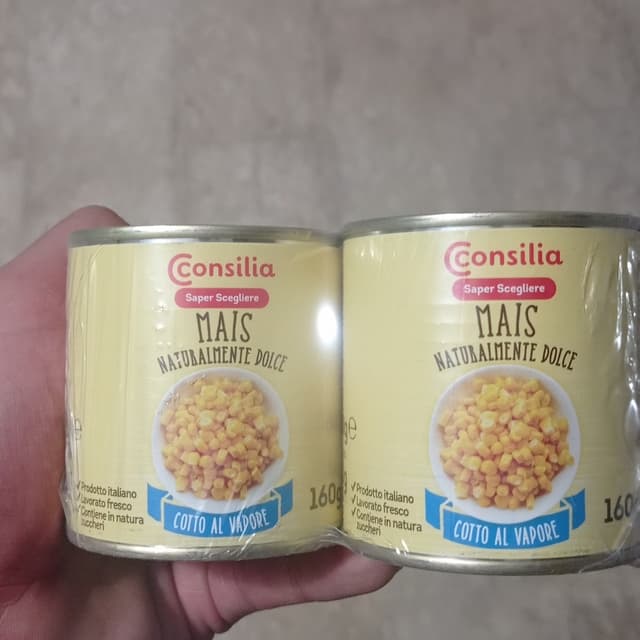 Consilia
Saper Scegliere
MAIS
NATURALMENTE DOLCE
✓Prodotto italiano
✓Lavorato fresco
✓Contiene in natura
zuccheri
COTTO AL VAPORE
160g
Consilia
Saper Scegliere
MAIS
NATURALMENTE DOLCE
✓Prodotto italiano
✓Lavorato fresco
✓Contiene in natura
zuccheri
COTTO AL VAPORE
160